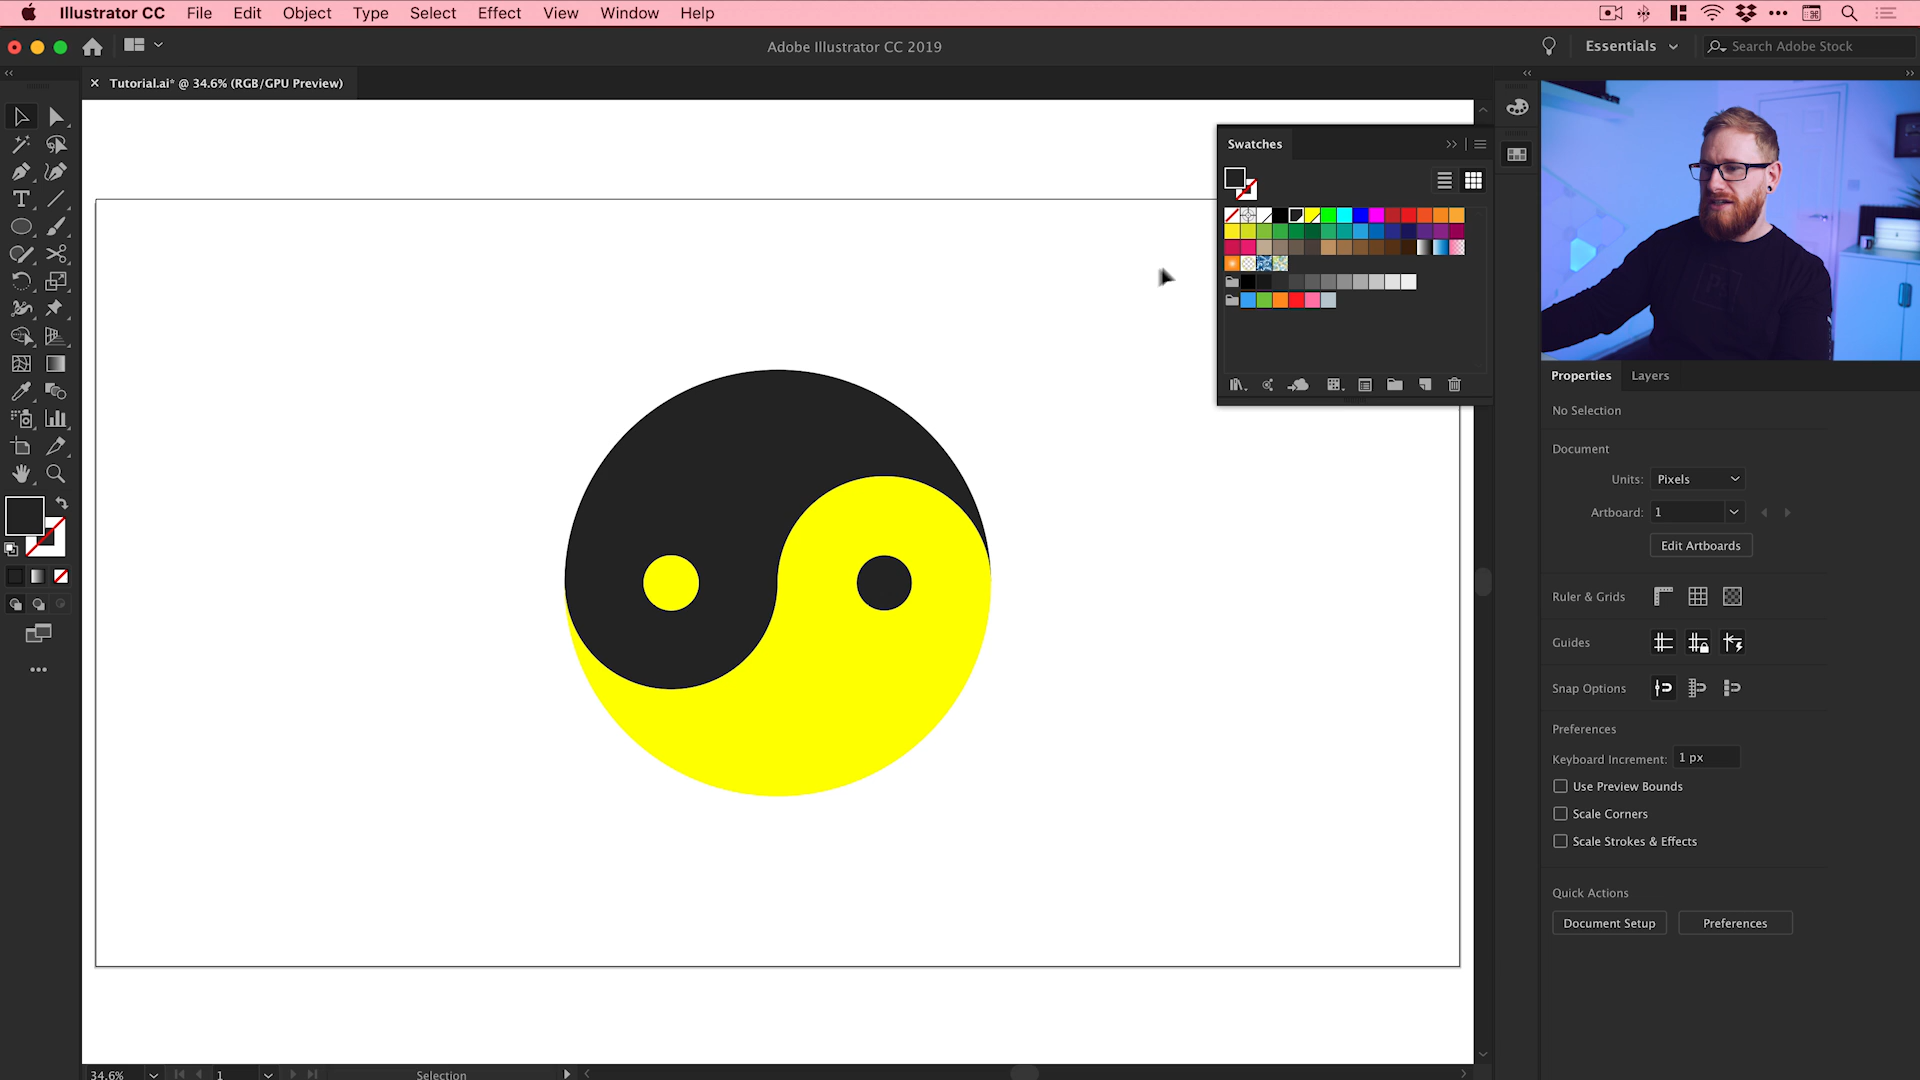 Illustrator CC File Edit Object Type Select Effect View Window Help
Adobe Illustrator CC 2019
Essentials
Search Adobe Stock
Tutorial.ai* @ 34.6% (RGB/GPU Preview)
Swatches
Properties Layers
No Selection
Document
Units: Pixels
Artboard: 1
Edit Artboards
Ruler & Grids
Guides
Snap Options
Preferences
Keyboard Increment: 1 px
Use Preview Bounds
Scale Corners
Scale Strokes & Effects
Quick Actions
Document Setup Preferences
34.6% 1 Selection